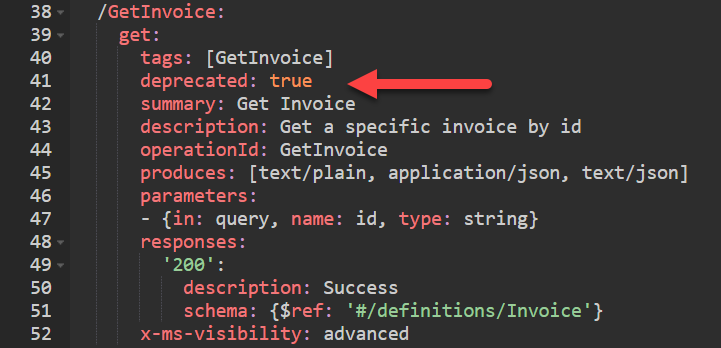 38 /GetInvoice:
39 get:
40 tags: [GetInvoice]
41 deprecated: true
42 summary: Get Invoice
43 description: Get a specific invoice by id
44 operationId: GetInvoice
45 produces: [text/plain, application/json, text/json]
46 parameters:
47 - {in: query, name: id, type: string}
48 responses:
49 '200':
50 description: Success
51 schema: {$ref: '#/definitions/Invoice'}
52 x-ms-visibility: advanced